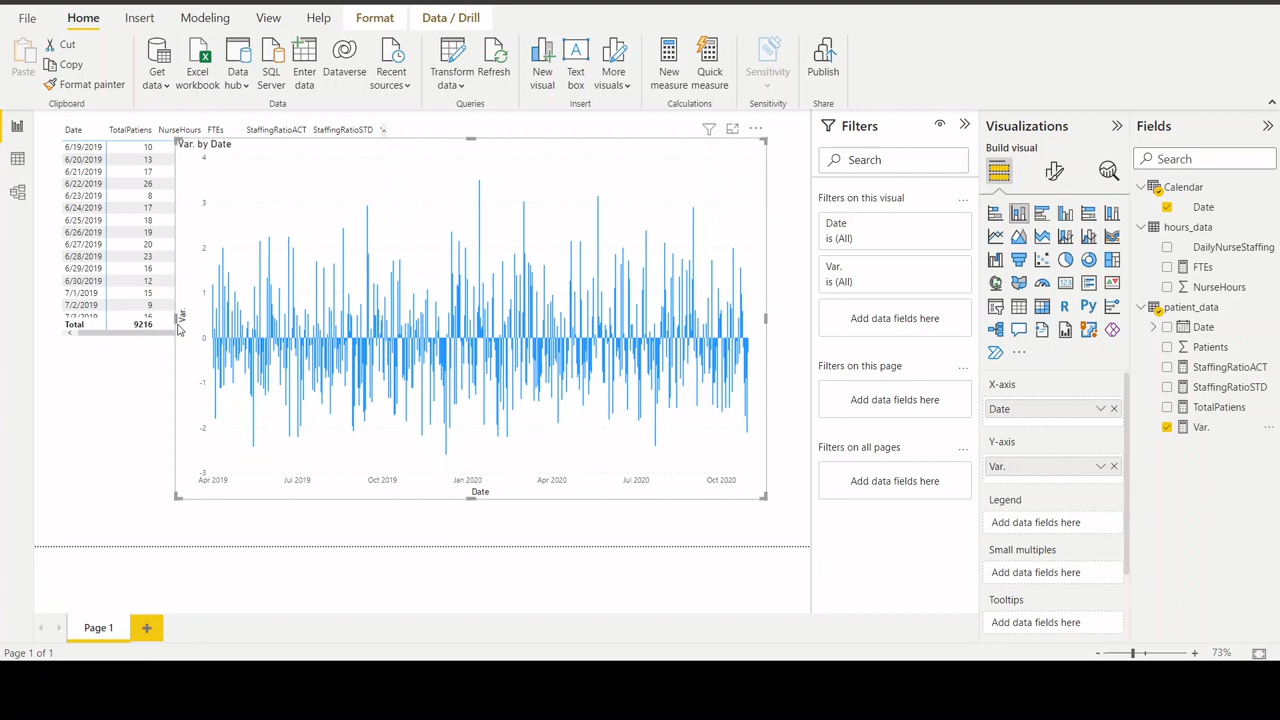 File Home Insert Modeling View Help Format Data / Drill
Paste
Cut
Copy
Format painter
Clipboard
Get data
Excel workbook
Data hub
SQL Server
Enter data
Dataverse
Recent sources
Data
Transform data
Refresh
Queries
New visual
Text box
More visuals
Insert
New measure
Quick measure
Calculations
Sensitivity
Sensitivity
Publish
Share
Date TotalPatiens NurseHours FTEs StaffingRatioACT StaffingRatioSTD
6/19/2019 10
6/20/2019 13
6/21/2019 17
6/22/2019 26
6/23/2019 8
6/24/2019 17
6/25/2019 18
6/26/2019 19
6/27/2019 20
6/28/2019 23
6/29/2019 16
6/30/2019 12
7/1/2019 15
7/2/2019 9
7/3/2019 16
Total 9216
Var. by Date
4
3
2
1
0
-1
-2
-3
Var.
Apr 2019 Jul 2019 Oct 2019 Jan 2020 Apr 2020 Jul 2020 Oct 2020
Date
Filters
Search
Filters on this visual ...
Date
is (All)
Var.
is (All)
Add data fields here
Filters on this page ...
Add data fields here
Filters on all pages ...
Add data fields here
Visualizations
Build visual
R
Py
123
...
X-axis
Date
Y-axis
Var.
Legend
Add data fields here
Small multiples
Add data fields here
Tooltips
Add data fields here
Fields
Search
Calendar
Date
hours_data
DailyNurseStaffing
FTEs
NurseHours
patient_data
Date
Patients
StaffingRatioACT
StaffingRatioSTD
TotalPatiens
Var. ...
Page 1
Page 1 of 1
73%